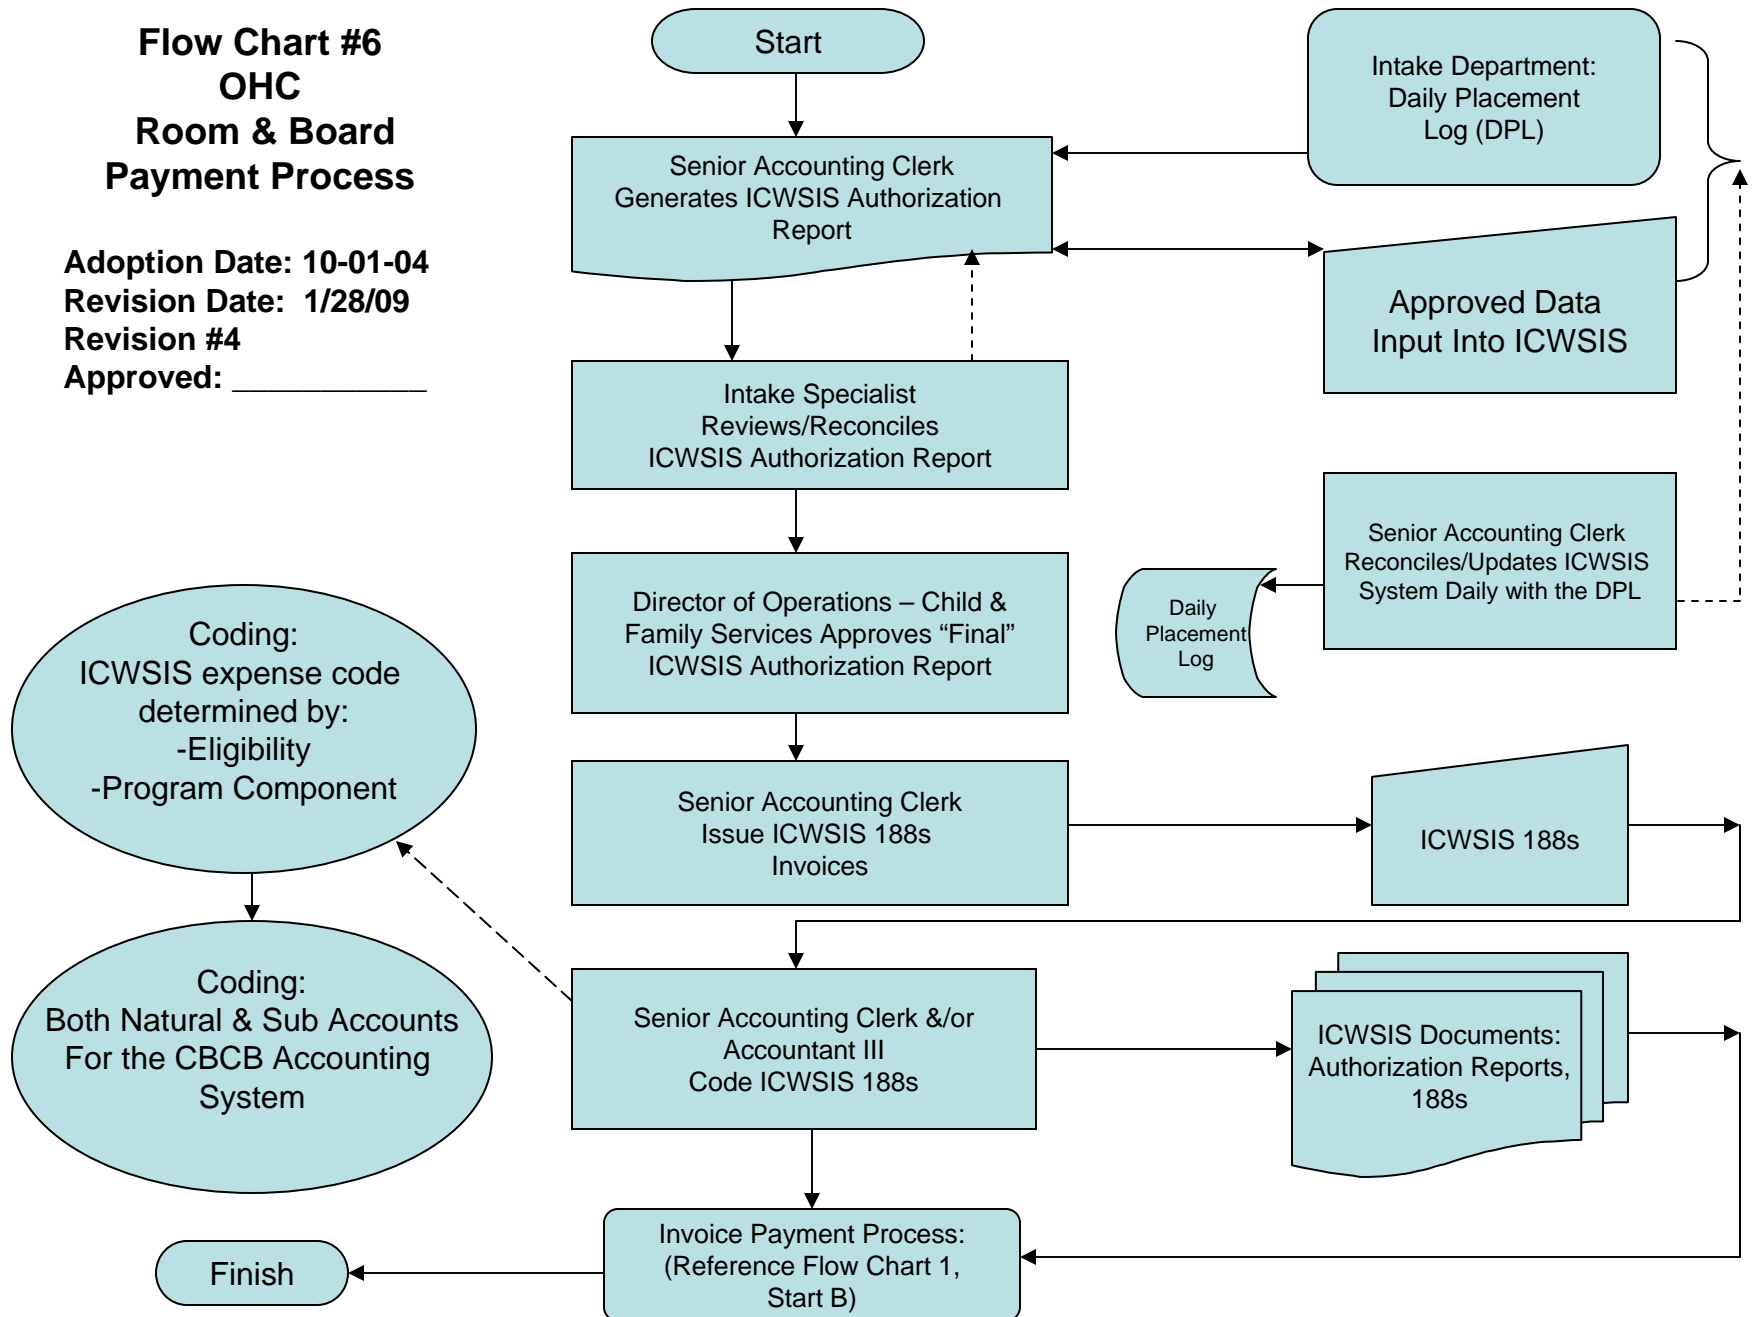 Flow Chart #6
OHC
Room & Board
Payment Process
Adoption Date: 10-01-04
Revision Date:  1/28/09
Revision #4
Approved: ___________
Start
Intake Department:
Daily Placement
Log (DPL)
Senior Accounting Clerk
Generates ICWSIS Authorization
Report
Approved Data
Input Into ICWSIS
Intake Specialist
Reviews/Reconciles
ICWSIS Authorization Report
Senior Accounting Clerk
Reconciles/Updates ICWSIS
System Daily with the DPL
Daily
Placement
Log
Director of Operations – Child &
Family Services Approves “Final”
ICWSIS Authorization Report
Coding:
ICWSIS expense code
determined by:
-Eligibility
-Program Component
Senior Accounting Clerk
Issue ICWSIS 188s
Invoices
ICWSIS 188s
Coding:
Both Natural & Sub Accounts
For the CBCB Accounting
System
Senior Accounting Clerk &/or
Accountant III
Code ICWSIS 188s
ICWSIS Documents:
Authorization Reports,
188s
Invoice Payment Process:
(Reference Flow Chart 1,
Start B)
Finish